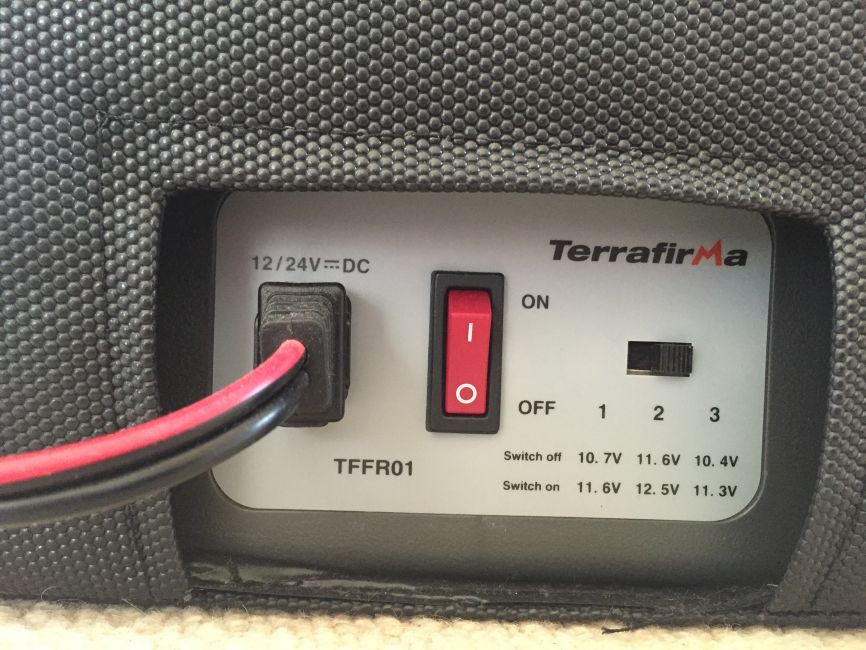 TerrafirMa
12/24V⎓DC
ON
I
O
OFF
1 2 3
TFFR01
Switch off 10.7V 11.6V 10.4V
Switch on 11.6V 12.5V 11.3V